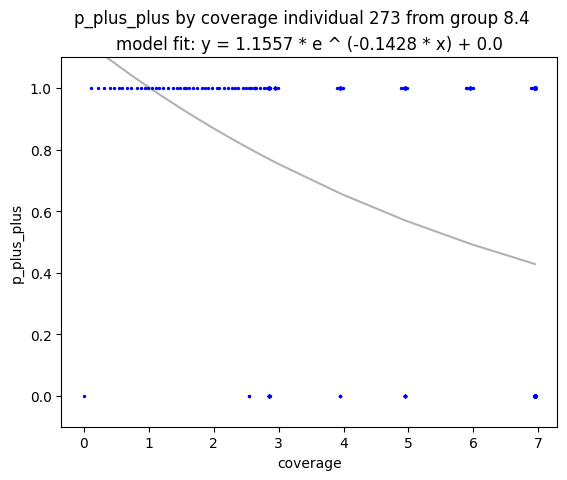 p_plus_plus by coverage individual 273 from group 8.4
model fit: y = 1.1557 * e ^ (-0.1428 * x) + 0.0
1.0
0.8
0.6
0.4
0.2
0.0
p_plus_plus
0 1 2 3 4 5 6 7
coverage